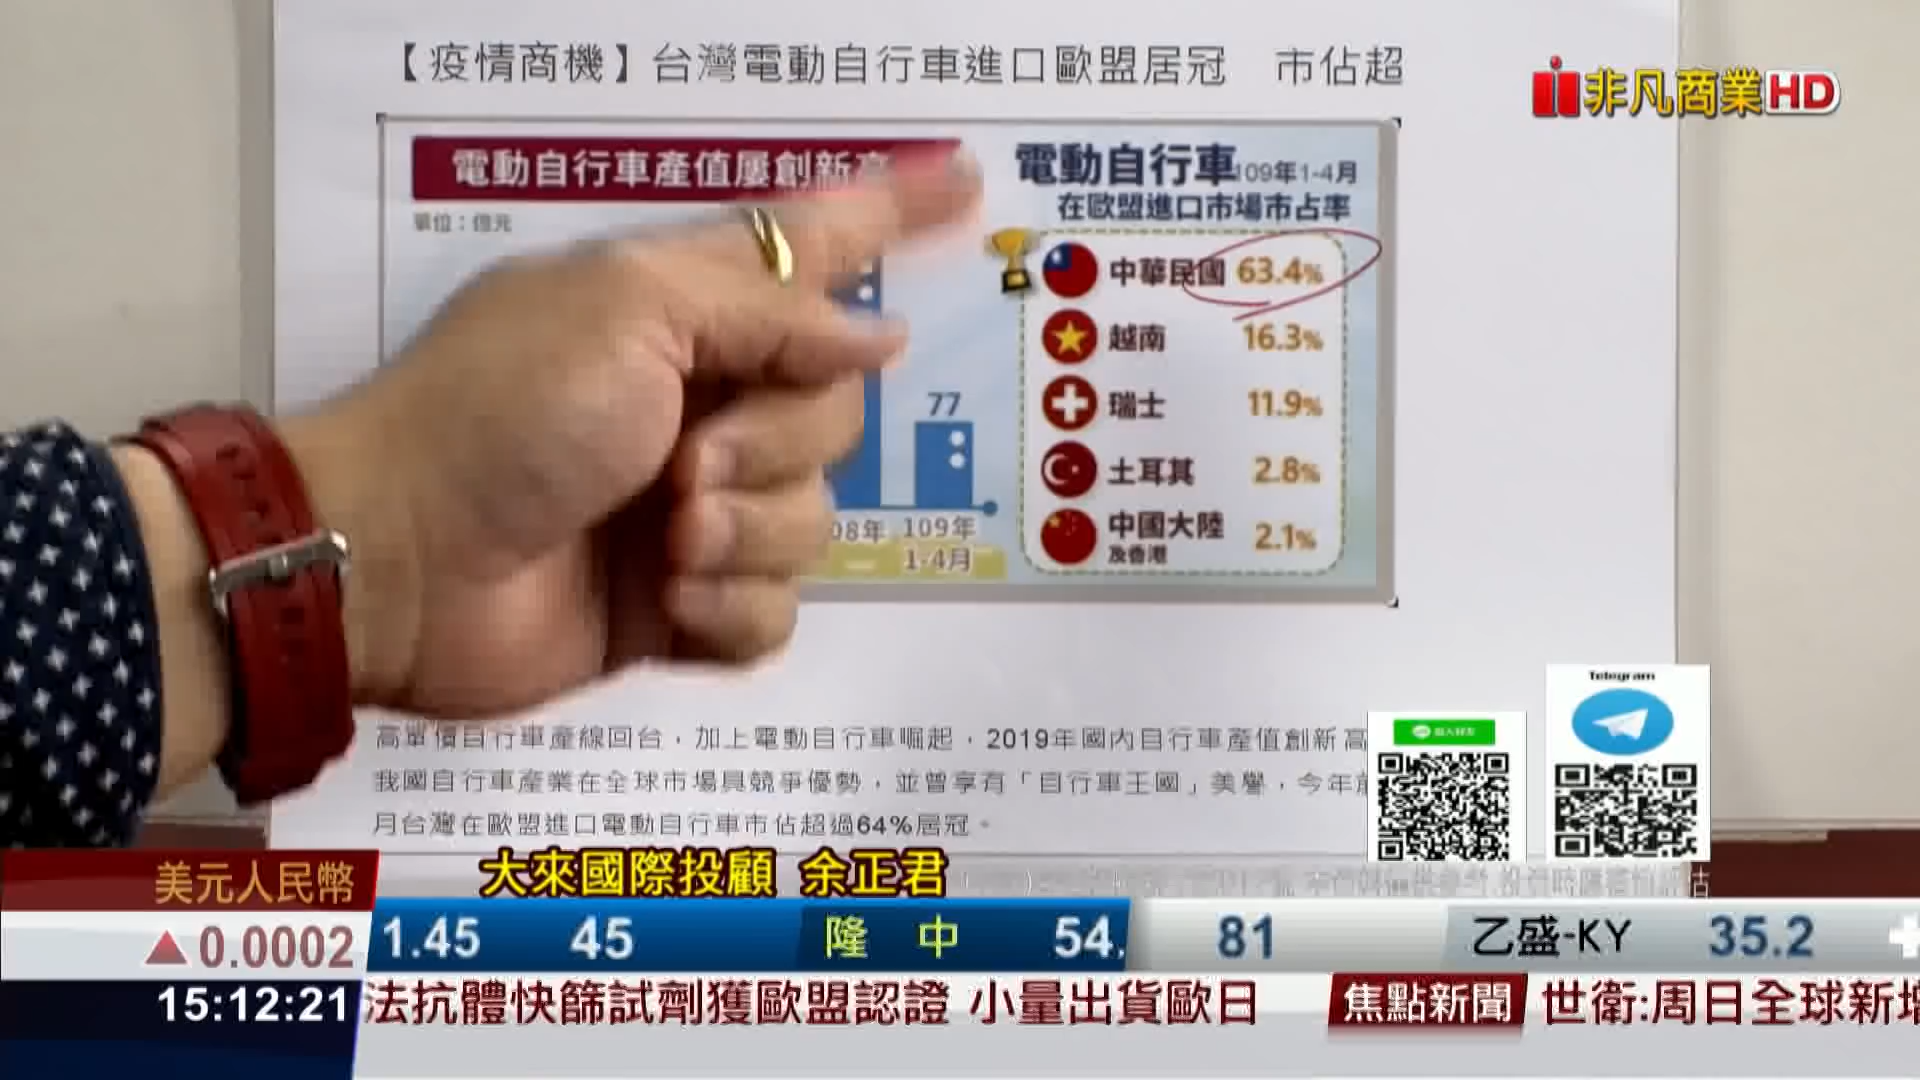 【疫情商機】台灣電動自行車進口歐盟居冠 市佔超
非凡商業HD
電動自行車產值屢創新高
單位：億元
77
08年
109年
1-4月
電動自行車109年1-4月
在歐盟進口市場市占率
中華民國 63.4%
越南 16.3%
瑞士 11.9%
土耳其 2.8%
中國大陸 2.1%
及香港
高單價自行車產線回台，加上電動自行車崛起，2019年國內自行車產值創新高
我國自行車產業在全球市場具競爭優勢，並曾享有「自行車王國」美譽，今年前
月台灣在歐盟進口電動自行車市佔超過64%居冠。
Telegram
大來國際投顧 余正君
美元人民幣
▲0.0002
1.45 45 隆中 54. 81 乙盛-KY 35.2
15:12:21
法抗體快篩試劑獲歐盟認證 小量出貨歐日 焦點新聞 世衛:周日全球新增